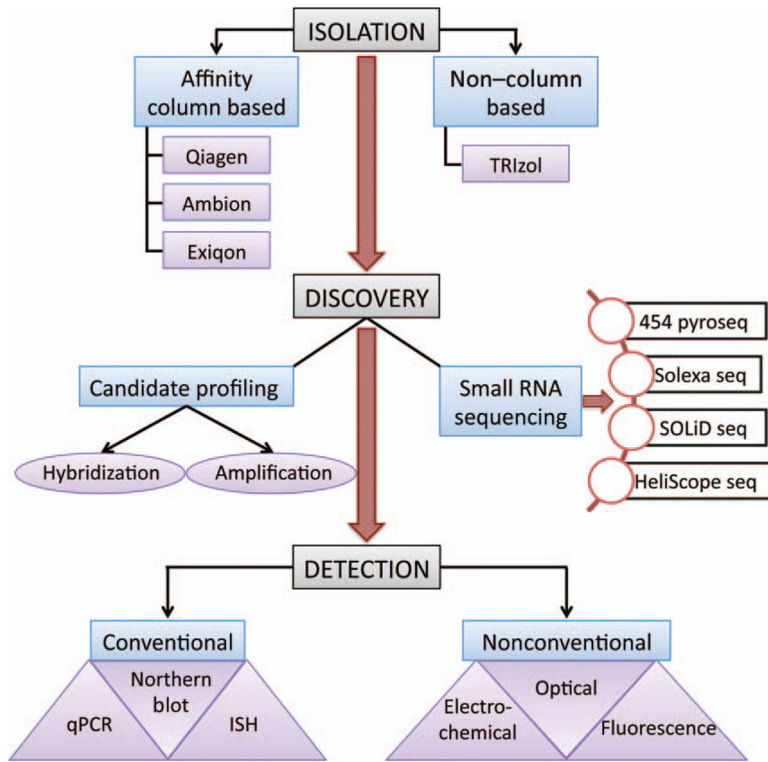 ISOLATION
Affinity
column based
Non–column
based
Qiagen
TRIzol
Ambion
Exiqon
DISCOVERY
454 pyroseq
Candidate profiling
Small RNA
sequencing
Solexa seq
SOLiD seq
HeliScope seq
Hybridization
Amplification
DETECTION
Conventional
Nonconventional
qPCR
Northern
blot
ISH
Electro-
chemical
Optical
Fluorescence